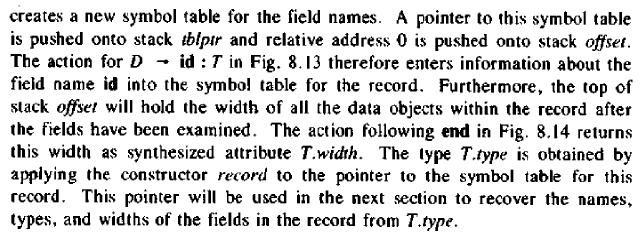 creates a new symbol table for the field names. A pointer to this symbol table
is pushed onto stack tblptr and relative address 0 is pushed onto stack offset.
The action for D → id : T in Fig. 8.13 therefore enters information about the
field name id into the symbol table for the record. Furthermore, the top of
stack offset will hold the width of all the data objects within the record after
the fields have been examined. The action following end in Fig. 8.14 returns
this width as synthesized attribute T.width. The type T.type is obtained by
applying the constructor record to the pointer to the symbol table for this
record. This pointer will be used in the next section to recover the names,
types, and widths of the fields in the record from T.type.